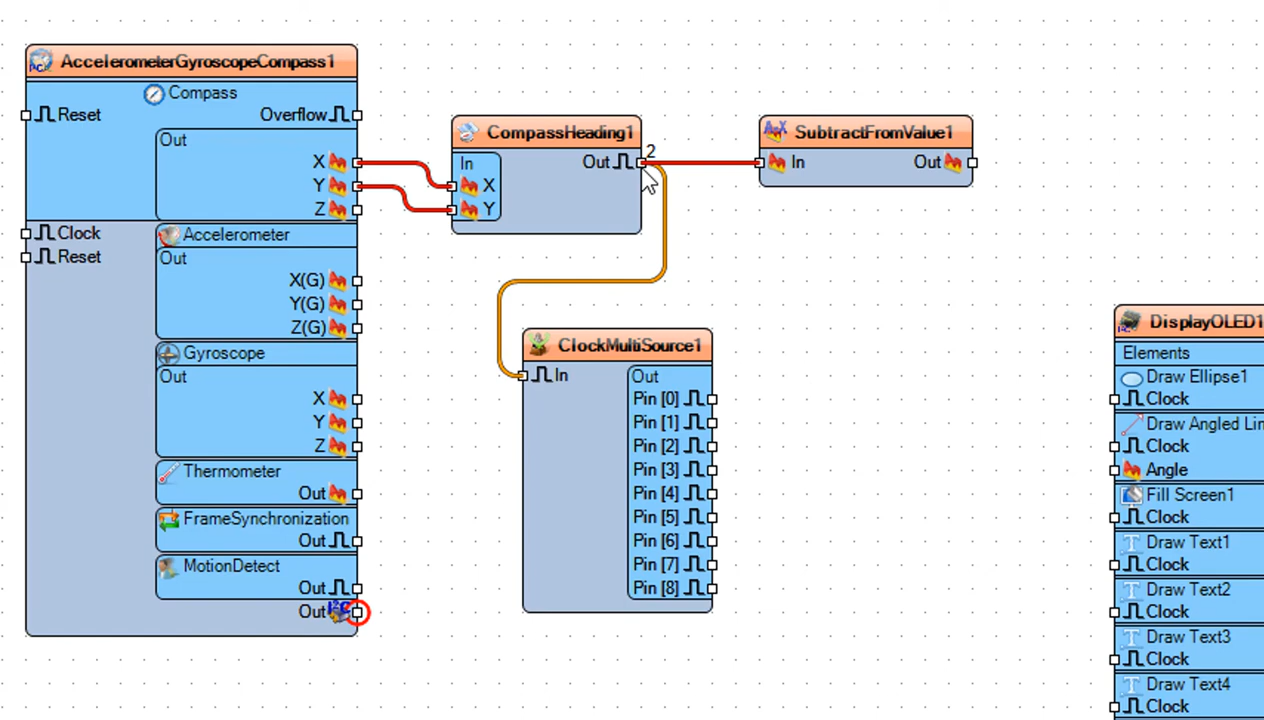 AccelerometerGyroscopeCompass1
Compass
Reset
Overflow
Out
X
Y
Z
Clock
Reset
Accelerometer
Out
X(G)
Y(G)
Z(G)
Gyroscope
Out
X
Y
Z
Thermometer
Out
FrameSynchronization
Out
MotionDetect
Out
Out
I²C
CompassHeading1
In
Out
2
X
Y
SubtractFromValue1
In
Out
ClockMultiSource1
In
Out
Pin [0]
Pin [1]
Pin [2]
Pin [3]
Pin [4]
Pin [5]
Pin [6]
Pin [7]
Pin [8]
DisplayOLED1
Elements
Draw Ellipse1
Clock
Draw Angled Lin
Clock
Angle
Fill Screen1
Clock
Draw Text1
Clock
Draw Text2
Clock
Draw Text3
Clock
Draw Text4
Clock